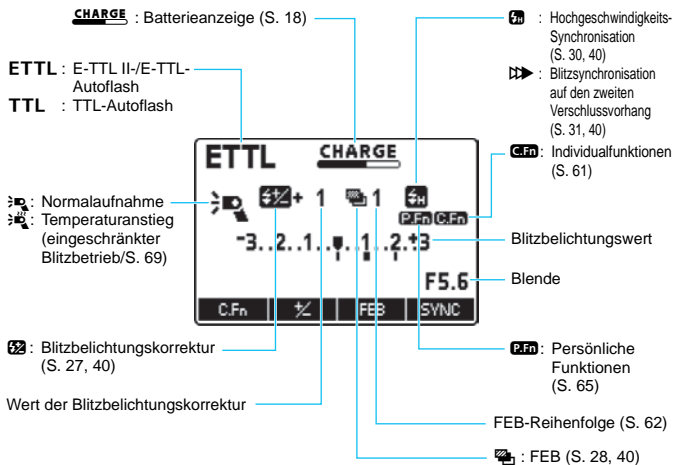 CHARGE : Batterieanzeige (S. 18)
ETTL : E-TTL II-/E-TTL-
Autoflash
TTL : TTL-Autoflash
H : Hochgeschwindigkeits-
Synchronisation
(S. 30, 40)
: Blitzsynchronisation
auf den zweiten
Verschlussvorhang
(S. 31, 40)
C.Fn : Individualfunktionen
(S. 61)
: Normalaufnahme
: Temperaturanstieg
(eingeschränkter
Blitzbetrieb/S. 69)
ETTL CHARGE
+ 1 1 H
P.Fn C.Fn
-3..2..1..▼..1..2.+3
F5.6
C.Fn +/- FEB SYNC
Blitzbelichtungswert
Blende
: Blitzbelichtungskorrektur
(S. 27, 40)
Wert der Blitzbelichtungskorrektur
P.Fn : Persönliche
Funktionen
(S. 65)
FEB-Reihenfolge (S. 62)
: FEB (S. 28, 40)